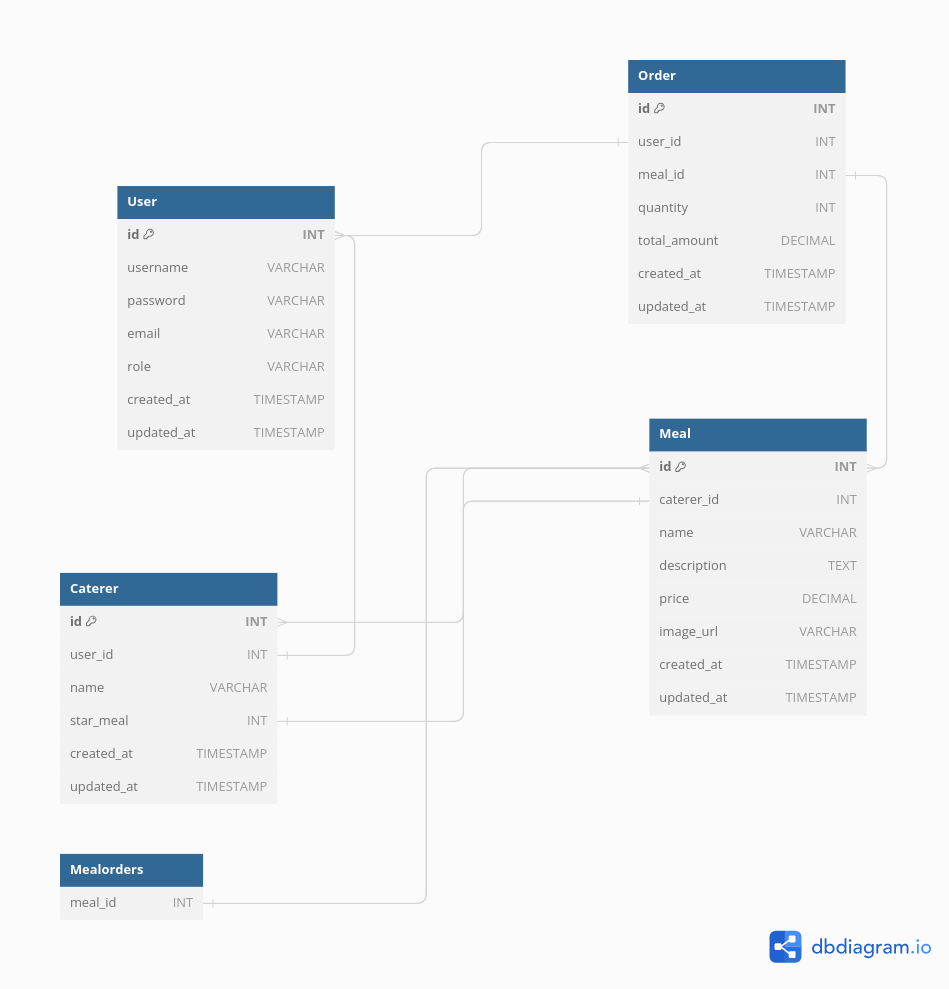 Order
id INT
user_id INT
meal_id INT
quantity INT
total_amount DECIMAL
created_at TIMESTAMP
updated_at TIMESTAMP
User
id INT
username VARCHAR
password VARCHAR
email VARCHAR
role VARCHAR
created_at TIMESTAMP
updated_at TIMESTAMP
Meal
id INT
caterer_id INT
name VARCHAR
description TEXT
price DECIMAL
image_url VARCHAR
created_at TIMESTAMP
updated_at TIMESTAMP
Caterer
id INT
user_id INT
name VARCHAR
star_meal INT
created_at TIMESTAMP
updated_at TIMESTAMP
Mealorders
meal_id INT
dbdiagram.io